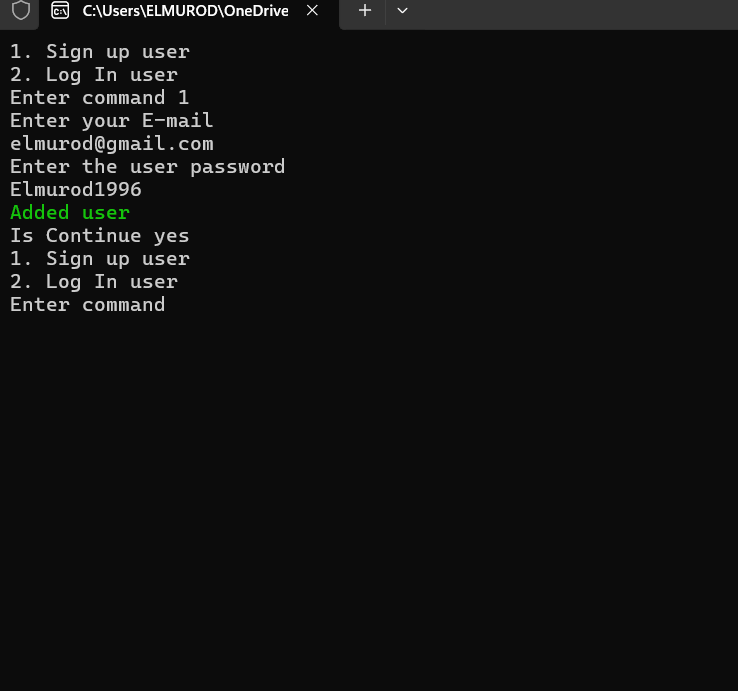 C:\Users\ELMUROD\OneDrive
1. Sign up user
2. Log In user
Enter command 1
Enter your E-mail
elmurod@gmail.com
Enter the user password
Elmurod1996
Added user
Is Continue yes
1. Sign up user
2. Log In user
Enter command